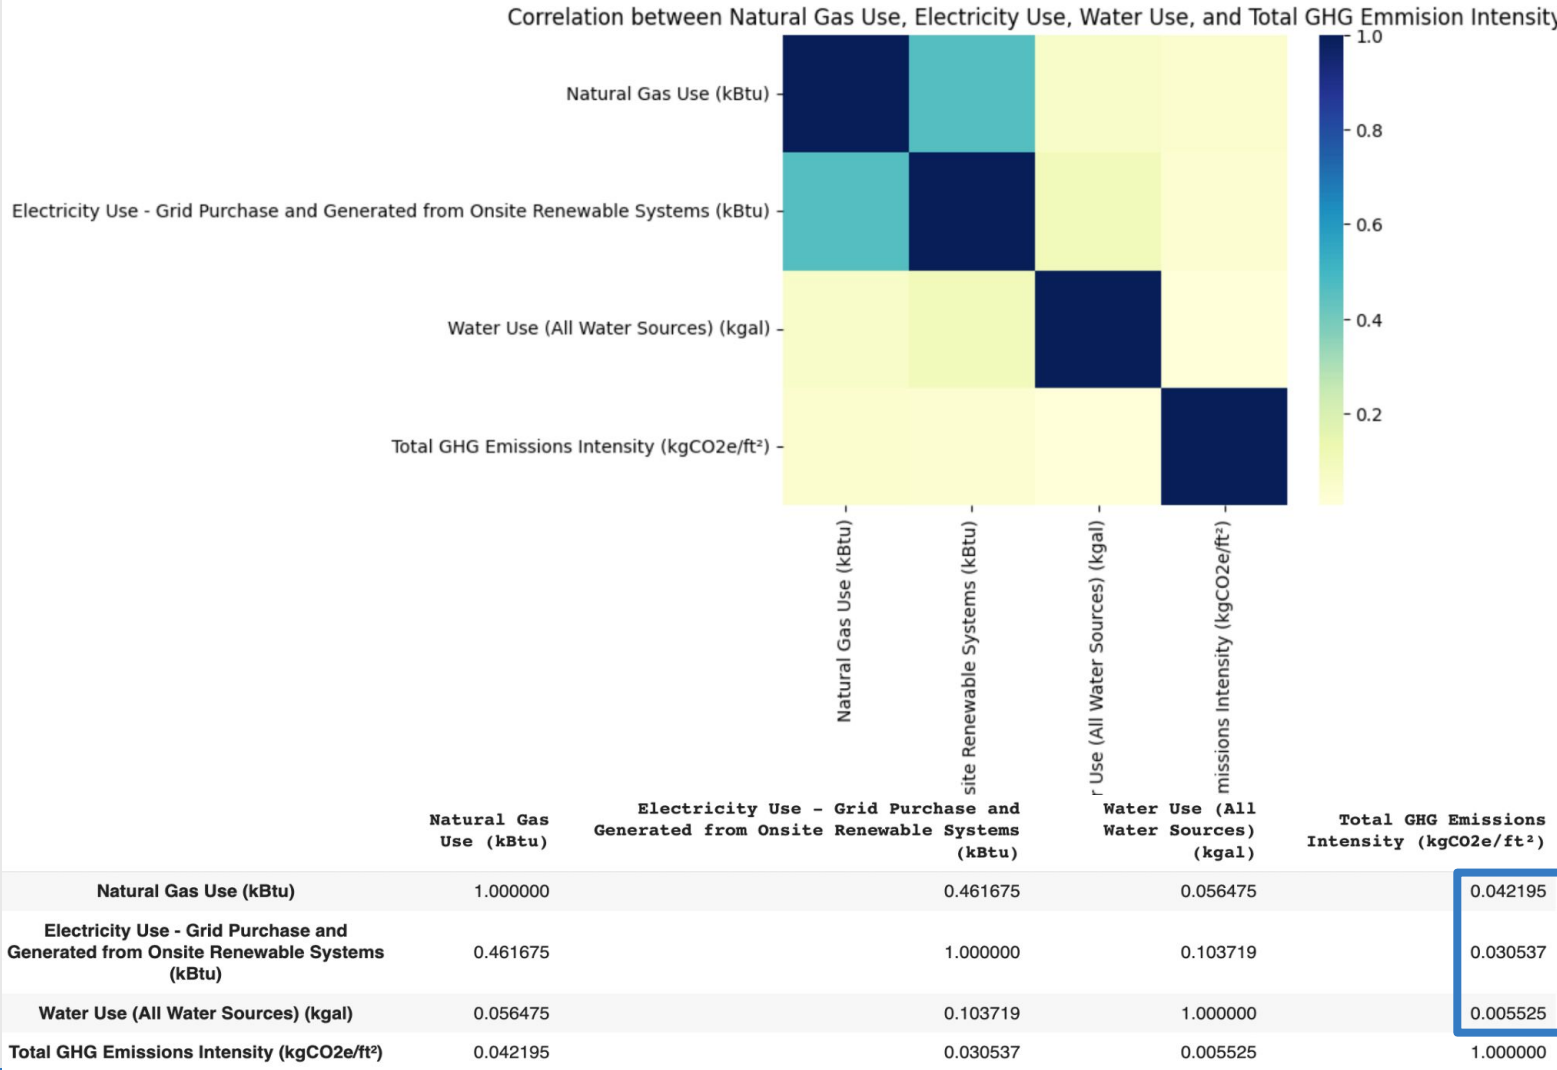 Correlation between Natural Gas Use, Electricity Use, Water Use, and Total GHG Emmision Intensity
Natural Gas Use (kBtu)
Electricity Use - Grid Purchase and Generated from Onsite Renewable Systems (kBtu)
Water Use (All Water Sources) (kgal)
Total GHG Emissions Intensity (kgCO2e/ft²)
1.0
0.8
0.6
0.4
0.2
Natural Gas Use (kBtu)
site Renewable Systems (kBtu)
r Use (All Water Sources) (kgal)
missions Intensity (kgCO2e/ft²)
Natural Gas
Use (kBtu)
Electricity Use – Grid Purchase and
Generated from Onsite Renewable Systems
(kBtu)
Water Use (All
Water Sources)
(kgal)
Total GHG Emissions
Intensity (kgCO2e/ft²)
Natural Gas Use (kBtu) 1.000000 0.461675 0.056475 0.042195
Electricity Use - Grid Purchase and
Generated from Onsite Renewable Systems
(kBtu)
0.461675 1.000000 0.103719 0.030537
Water Use (All Water Sources) (kgal) 0.056475 0.103719 1.000000 0.005525
Total GHG Emissions Intensity (kgCO2e/ft²) 0.042195 0.030537 0.005525 1.000000